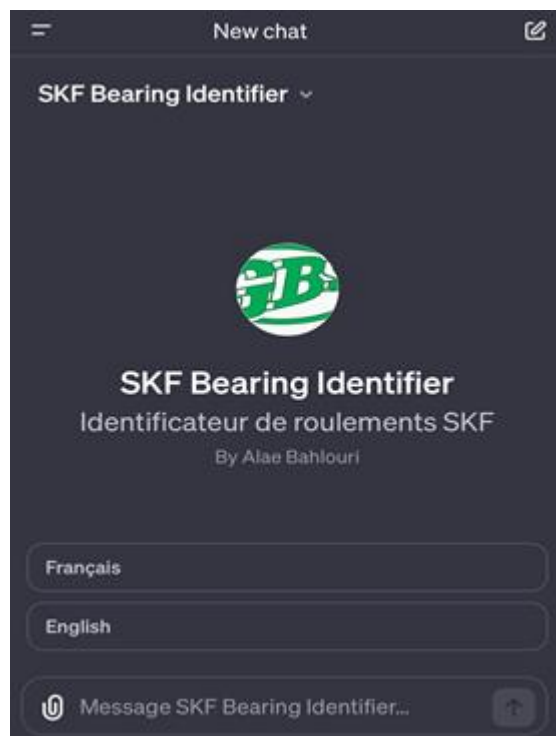 New chat
SKF Bearing Identifier
G.B.
SKF Bearing Identifier
Identificateur de roulements SKF
By Alae Bahlouri
Français
English
Message SKF Bearing Identifier...